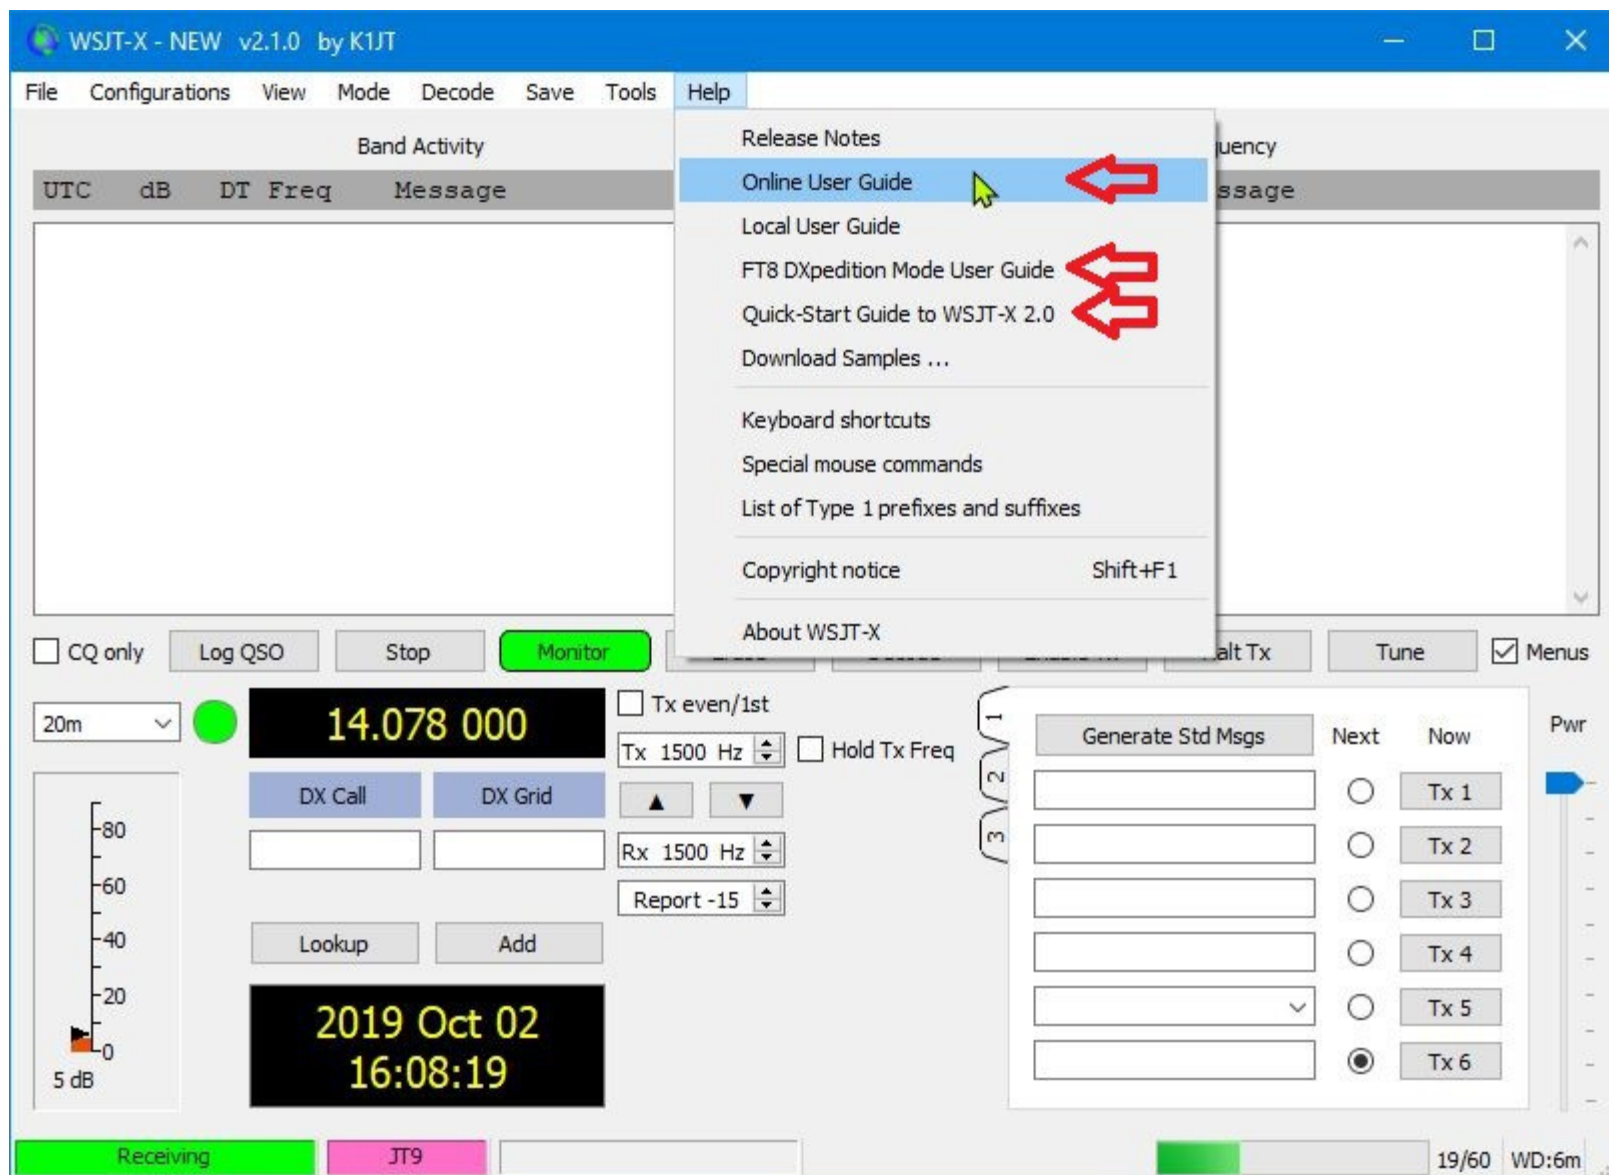 WSJT-X - NEW v2.1.0 by K1JT
File Configurations View Mode Decode Save Tools Help
Band Activity
UTC dB DT Freq Message
Release Notes
Online User Guide
Local User Guide
FT8 DXpedition Mode User Guide
Quick-Start Guide to WSJT-X 2.0
Download Samples ...
Keyboard shortcuts
Special mouse commands
List of Type 1 prefixes and suffixes
Copyright notice Shift+F1
About WSJT-X
CQ only Log QSO Stop Monitor Tx Tune Menus
20m 14.078 000 Tx even/1st
Tx 1500 Hz Hold Tx Freq
DX Call DX Grid
Rx 1500 Hz
Report -15
Lookup Add
2019 Oct 02
16:08:19
-80
-60
-40
-20
-0
5 dB
1
2
3
Generate Std Msgs Next Now Pwr
Tx 1
Tx 2
Tx 3
Tx 4
Tx 5
Tx 6
Receiving JT9 19/60 WD:6m